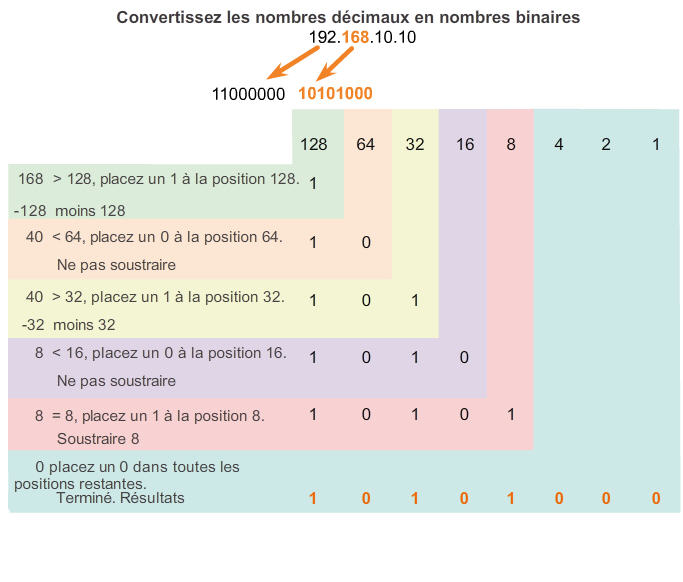 Convertissez les nombres décimaux en nombres binaires
192.168.10.10
11000000 10101000
128 64 32 16 8 4 2 1
168 > 128, placez un 1 à la position 128. 1
-128 moins 128
40 < 64, placez un 0 à la position 64. 1 0
Ne pas soustraire
40 > 32, placez un 1 à la position 32. 1 0 1
-32 moins 32
8 < 16, placez un 0 à la position 16. 1 0 1 0
Ne pas soustraire
8 = 8, placez un 1 à la position 8. 1 0 1 0 1
Soustraire 8
0 placez un 0 dans toutes les
positions restantes.
Terminé. Résultats 1 0 1 0 1 0 0 0